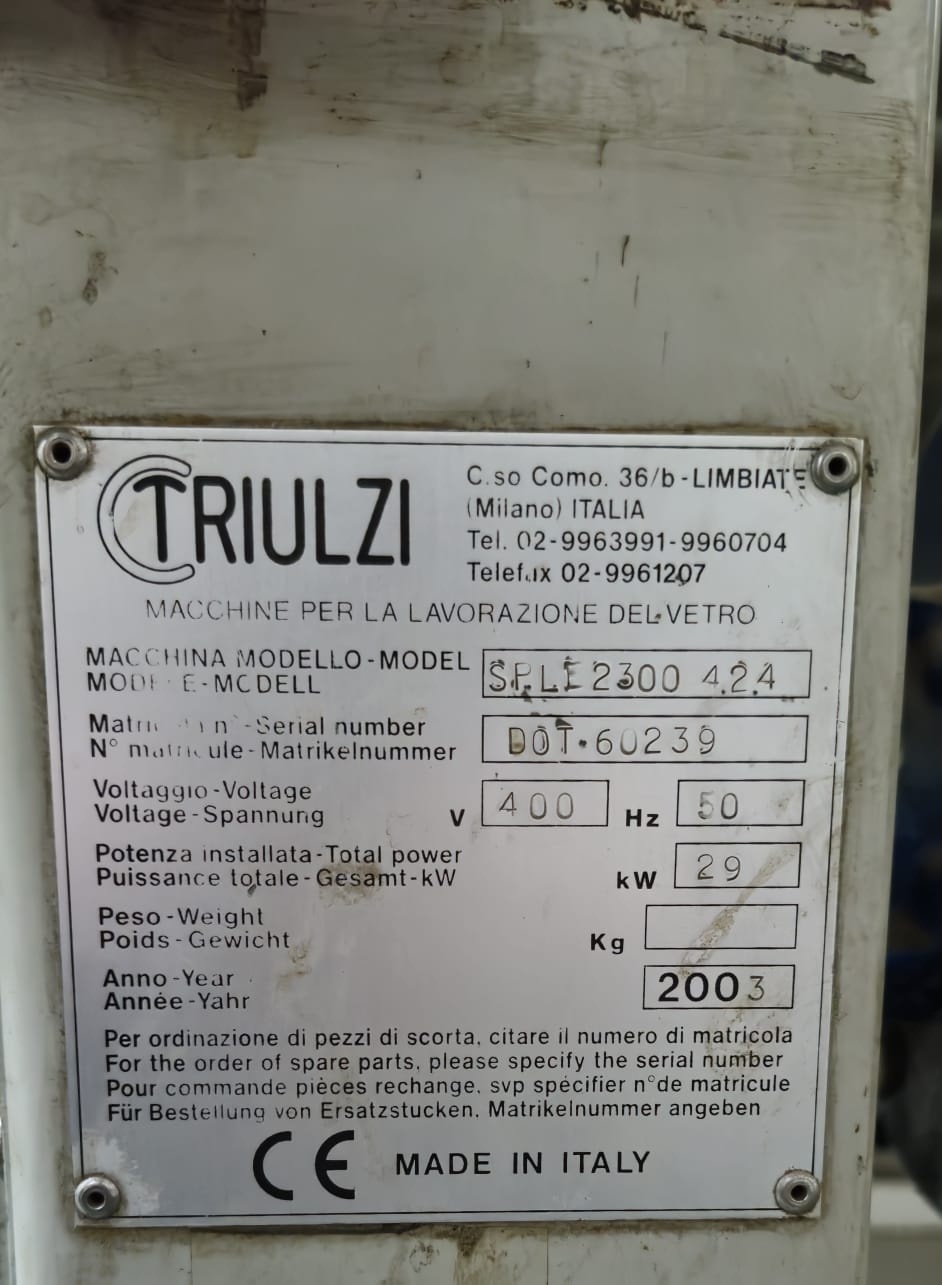 TRIULZI
C.so Como. 36/b - LIMBIATE
(Milano) ITALIA
Tel. 02-9963991-9960704
Telefax 02-9961207
MACCHINE PER LA LAVORAZIONE DEL VETRO
MACCHINA MODELLO - MODEL
MODELE - MODELL
2300 4.2.4
n° - Serial number
N° matricule - Matrikelnummer
DOT.60239
Voltaggio - Voltage
Voltage - Spannung
V 400 Hz 50
Potenza installata - Total power
Puissance totale - Gesamt-kW
kW 29
Peso - Weight
Poids - Gewicht
Kg
Anno - Year
Année - Yahr
2003
Per ordinazione di pezzi di scorta, citare il numero di matricola
For the order of spare parts, please specify the serial number
Pour commande pièces rechange, svp spécifier n° de matricule
Für Bestellung von Ersatzstucken, Matrikelnummer angeben
CE MADE IN ITALY